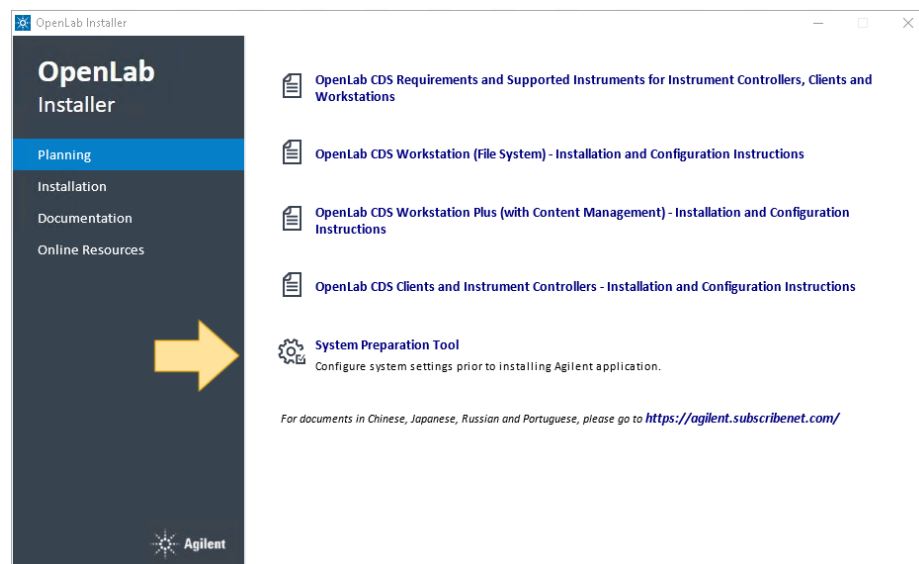 OpenLab Installer
OpenLab
Installer
Planning
Installation
Documentation
Online Resources
OpenLab CDS Requirements and Supported Instruments for Instrument Controllers, Clients and
Workstations
OpenLab CDS Workstation (File System) - Installation and Configuration Instructions
OpenLab CDS Workstation Plus (with Content Management) - Installation and Configuration
Instructions
OpenLab CDS Clients and Instrument Controllers - Installation and Configuration Instructions
System Preparation Tool
Configure system settings prior to installing Agilent application.
For documents in Chinese, Japanese, Russian and Portuguese, please go to https://agilent.subscribenet.com/
Agilent